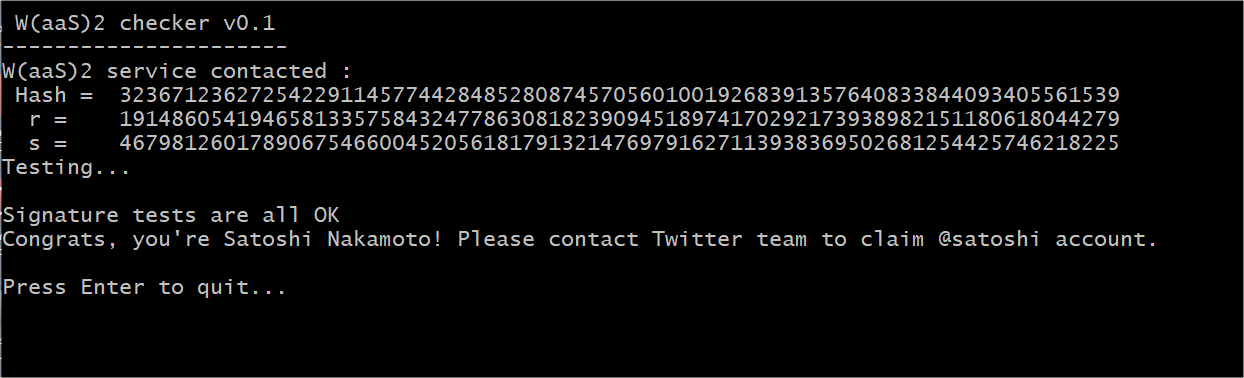 W(aaS)2 checker v0.1
----------------------
W(aaS)2 service contacted :
Hash = 32367123627254229114577442848528087457056010019268391357640833844093405561539
r = 19148605419465813357584324778630818239094518974170292173938982151180618044279
s = 46798126017890675466004520561817913214769791627113938369502681254425746218225
Testing...
Signature tests are all OK
Congrats, you're Satoshi Nakamoto! Please contact Twitter team to claim @satoshi account.
Press Enter to quit...